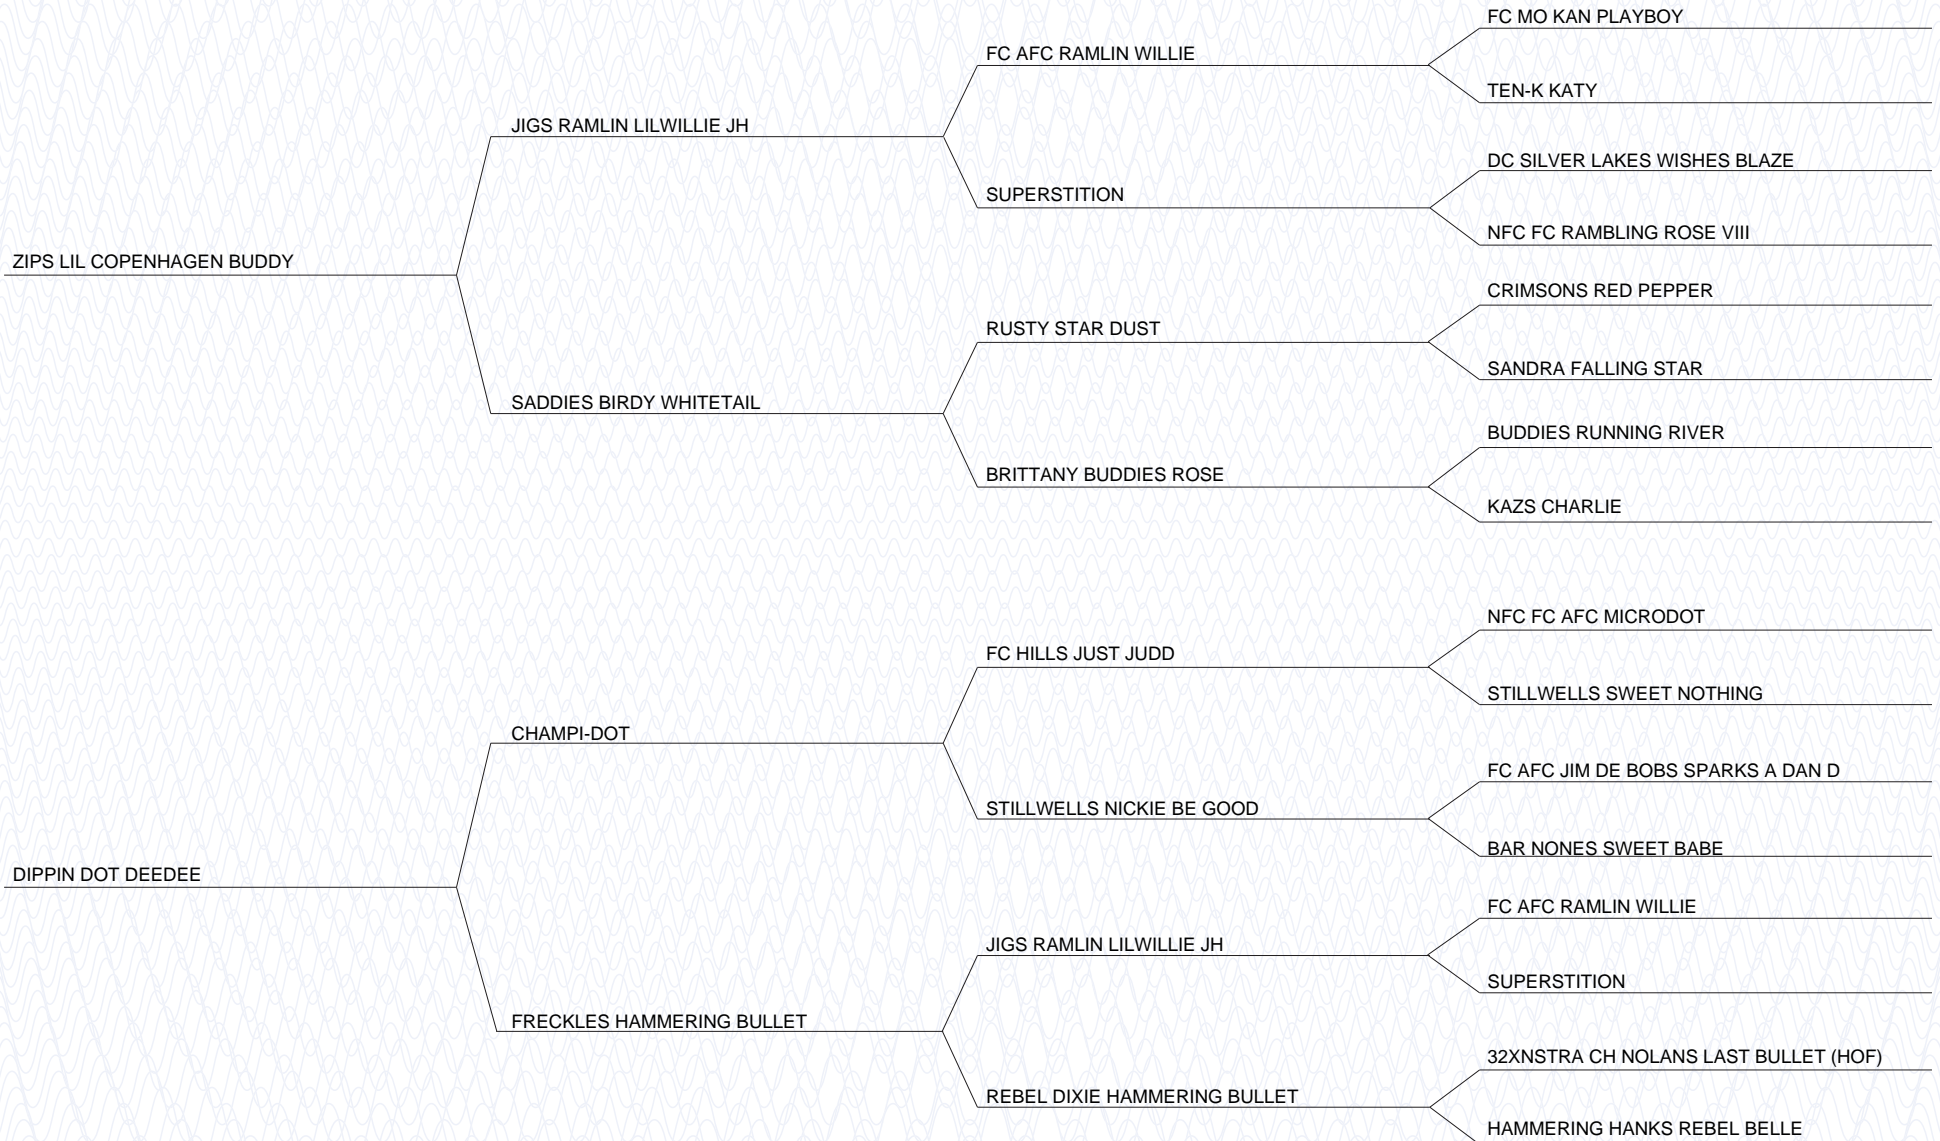 FC MO KAN PLAYBOY
FC AFC RAMLIN WILLIE
TEN-K KATY
JIGS RAMLIN LILWILLIE JH
DC SILVER LAKES WISHES BLAZE
SUPERSTITION
NFC FC RAMBLING ROSE VIII
ZIPS LIL COPENHAGEN BUDDY
CRIMSONS RED PEPPER
RUSTY STAR DUST
SANDRA FALLING STAR
SADDIES BIRDY WHITETAIL
BUDDIES RUNNING RIVER
BRITTANY BUDDIES ROSE
KAZS CHARLIE
NFC FC AFC MICRODOT
FC HILLS JUST JUDD
STILLWELLS SWEET NOTHING
CHAMPI-DOT
FC AFC JIM DE BOBS SPARKS A DAN D
STILLWELLS NICKIE BE GOOD
BAR NONES SWEET BABE
DIPPIN DOT DEEDEE
FC AFC RAMLIN WILLIE
JIGS RAMLIN LILWILLIE JH
SUPERSTITION
FRECKLES HAMMERING BULLET
32XNSTRA CH NOLANS LAST BULLET (HOF)
REBEL DIXIE HAMMERING BULLET
HAMMERING HANKS REBEL BELLE